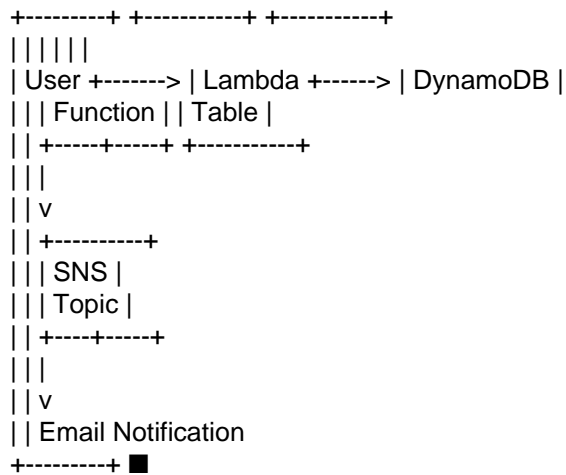 +---------+ +-----------+ +-----------+
| | | | | |
| User +-------> | Lambda +------> | DynamoDB |
| | | Function | | Table |
| | +-----+-----+ +------------+
| | |
| | v
| | +----------+
| | | SNS |
| | | Topic |
| | +----+-----+
| | |
| | v
| | Email Notification
+---------+ ■